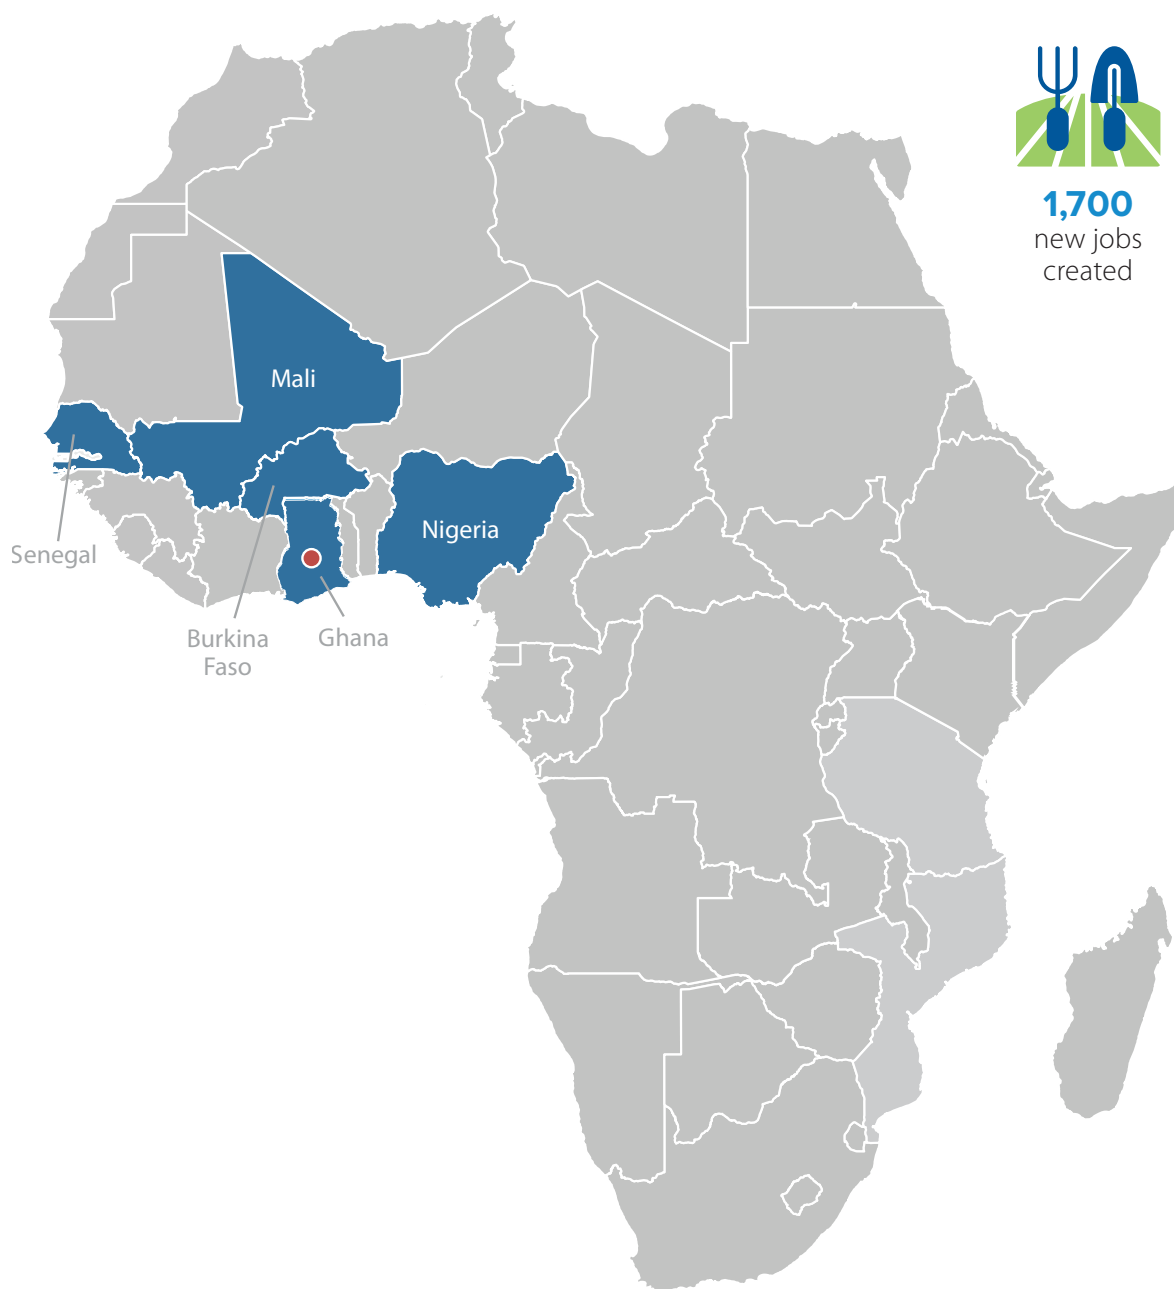 1,700
new jobs
created
Mali
Nigeria
Senegal
Burkina
Faso
Ghana